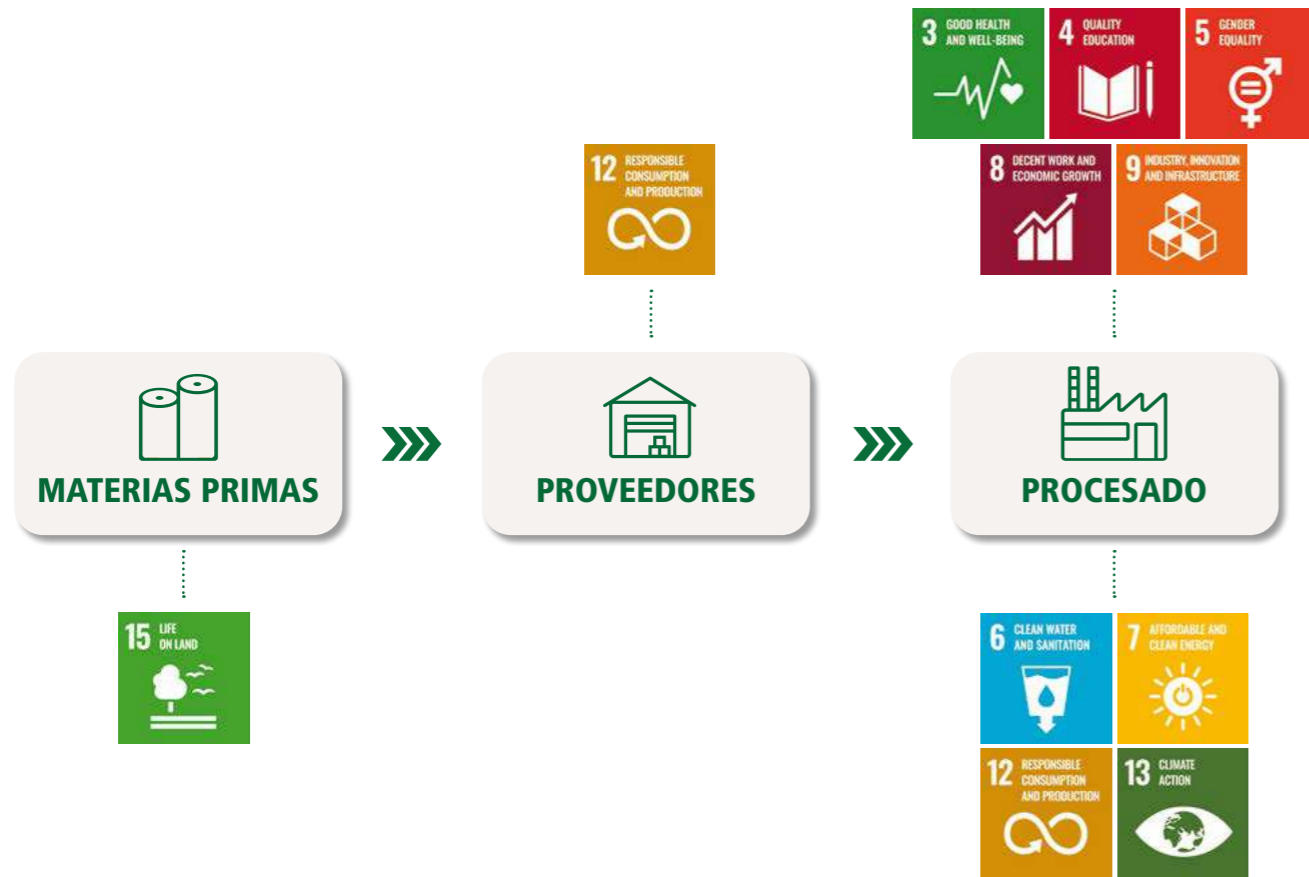 3 GOOD HEALTH
AND WELL-BEING
4 QUALITY
EDUCATION
5 GENDER
EQUALITY
12 RESPONSIBLE
CONSUMPTION
AND PRODUCTION
8 DECENT WORK AND
ECONOMIC GROWTH
9 INDUSTRY, INNOVATION
AND INFRASTRUCTURE
MATERIAS PRIMAS
PROVEEDORES
PROCESADO
15 LIFE
ON LAND
6 CLEAN WATER
AND SANITATION
7 AFFORDABLE AND
CLEAN ENERGY
12 RESPONSIBLE
CONSUMPTION
AND PRODUCTION
13 CLIMATE
ACTION